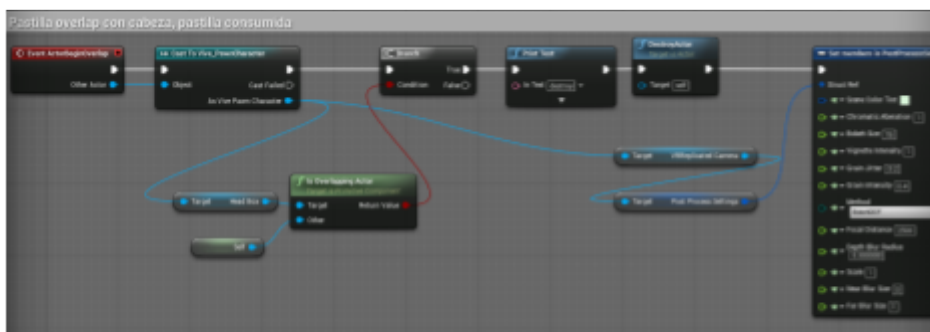 Pastilla overlap con cabeza, pastilla consumida
Event ActorBeginOverlap
Other Actor
Cast To Vive_PawnCharacter
Object
Cast Failed
As Vive Pawn Character
Branch
Condition
True
False
Print Text
In Text
DestroyActor
Target is Actor
Target self
Set members in PostProcessSettings
Struct Ref
Scene Color Tint
Chromatic Aberration
Bokeh Size
Vignette Intensity
Grain Jitter
Grain Intensity
Method
Focal Distance
Depth Blur Radius
Scale
Near Blur Size
Far Blur Size
Target
Camera
Target
Post Process Settings
Target
Head Box
Is Overlapping Actor
Target
Return Value
Other
Self